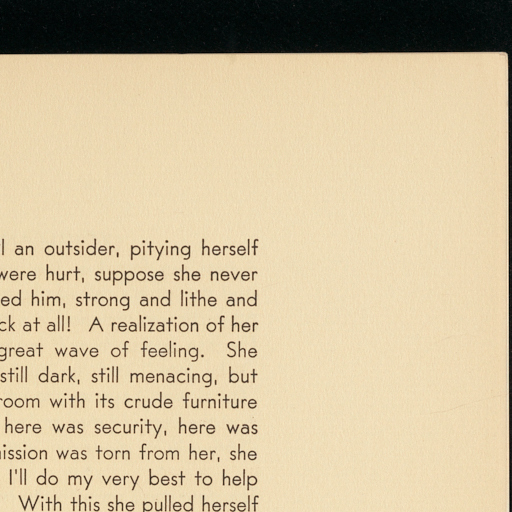 l an outsider, pitying herself
were hurt, suppose she never
ed him, strong and lithe and
ck at all! A realization of her
great wave of feeling. She
still dark, still menacing, but
room with its crude furniture
here was security, here was
ission was torn from her, she
I'll do my very best to help
With this she pulled herself